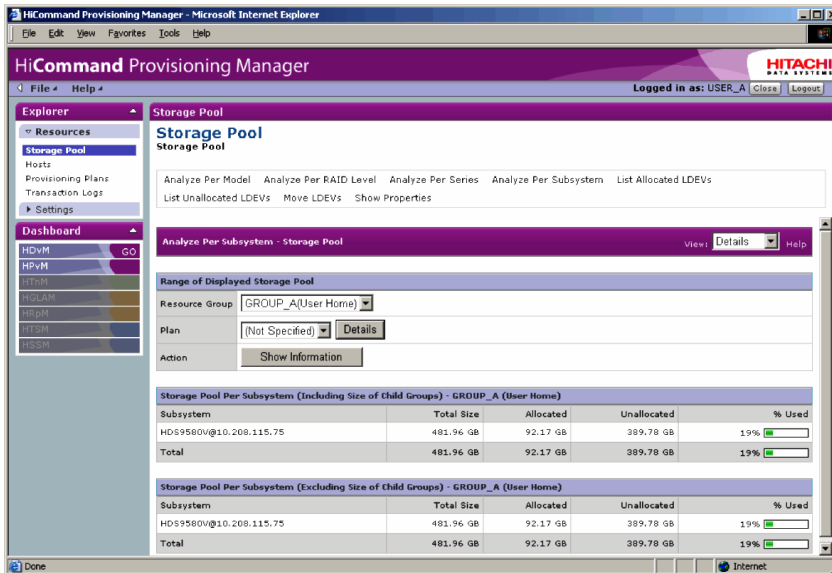 HiCommand Provisioning Manager - Microsoft Internet Explorer
File Edit View Favorites Tools Help
HiCommand Provisioning Manager
HITACHI
DATA SYSTEMS
File Help
Logged in as: USER_A Close Logout
Explorer
Resources
Storage Pool
Hosts
Provisioning Plans
Transaction Logs
Settings
Dashboard
HDvM GO
HPvM
HTnM
HGLAM
HRpM
HTSM
HSSM
Storage Pool
Storage Pool
Storage Pool
Analyze Per Model Analyze Per RAID Level Analyze Per Series Analyze Per Subsystem List Allocated LDEVs
List Unallocated LDEVs Move LDEVs Show Properties
Analyze Per Subsystem - Storage Pool View: Details Help
Range of Displayed Storage Pool
Resource Group GROUP_A(User Home)
Plan (Not Specified) Details
Action Show Information
Storage Pool Per Subsystem (Including Size of Child Groups) - GROUP_A (User Home)
Subsystem Total Size Allocated Unallocated % Used
HDS9580V@10.208.115.75 481.96 GB 92.17 GB 389.78 GB 19%
Total 481.96 GB 92.17 GB 389.78 GB 19%
Storage Pool Per Subsystem (Excluding Size of Child Groups) - GROUP_A (User Home)
Subsystem Total Size Allocated Unallocated % Used
HDS9580V@10.208.115.75 481.96 GB 92.17 GB 389.78 GB 19%
Total 481.96 GB 92.17 GB 389.78 GB 19%
Done Internet